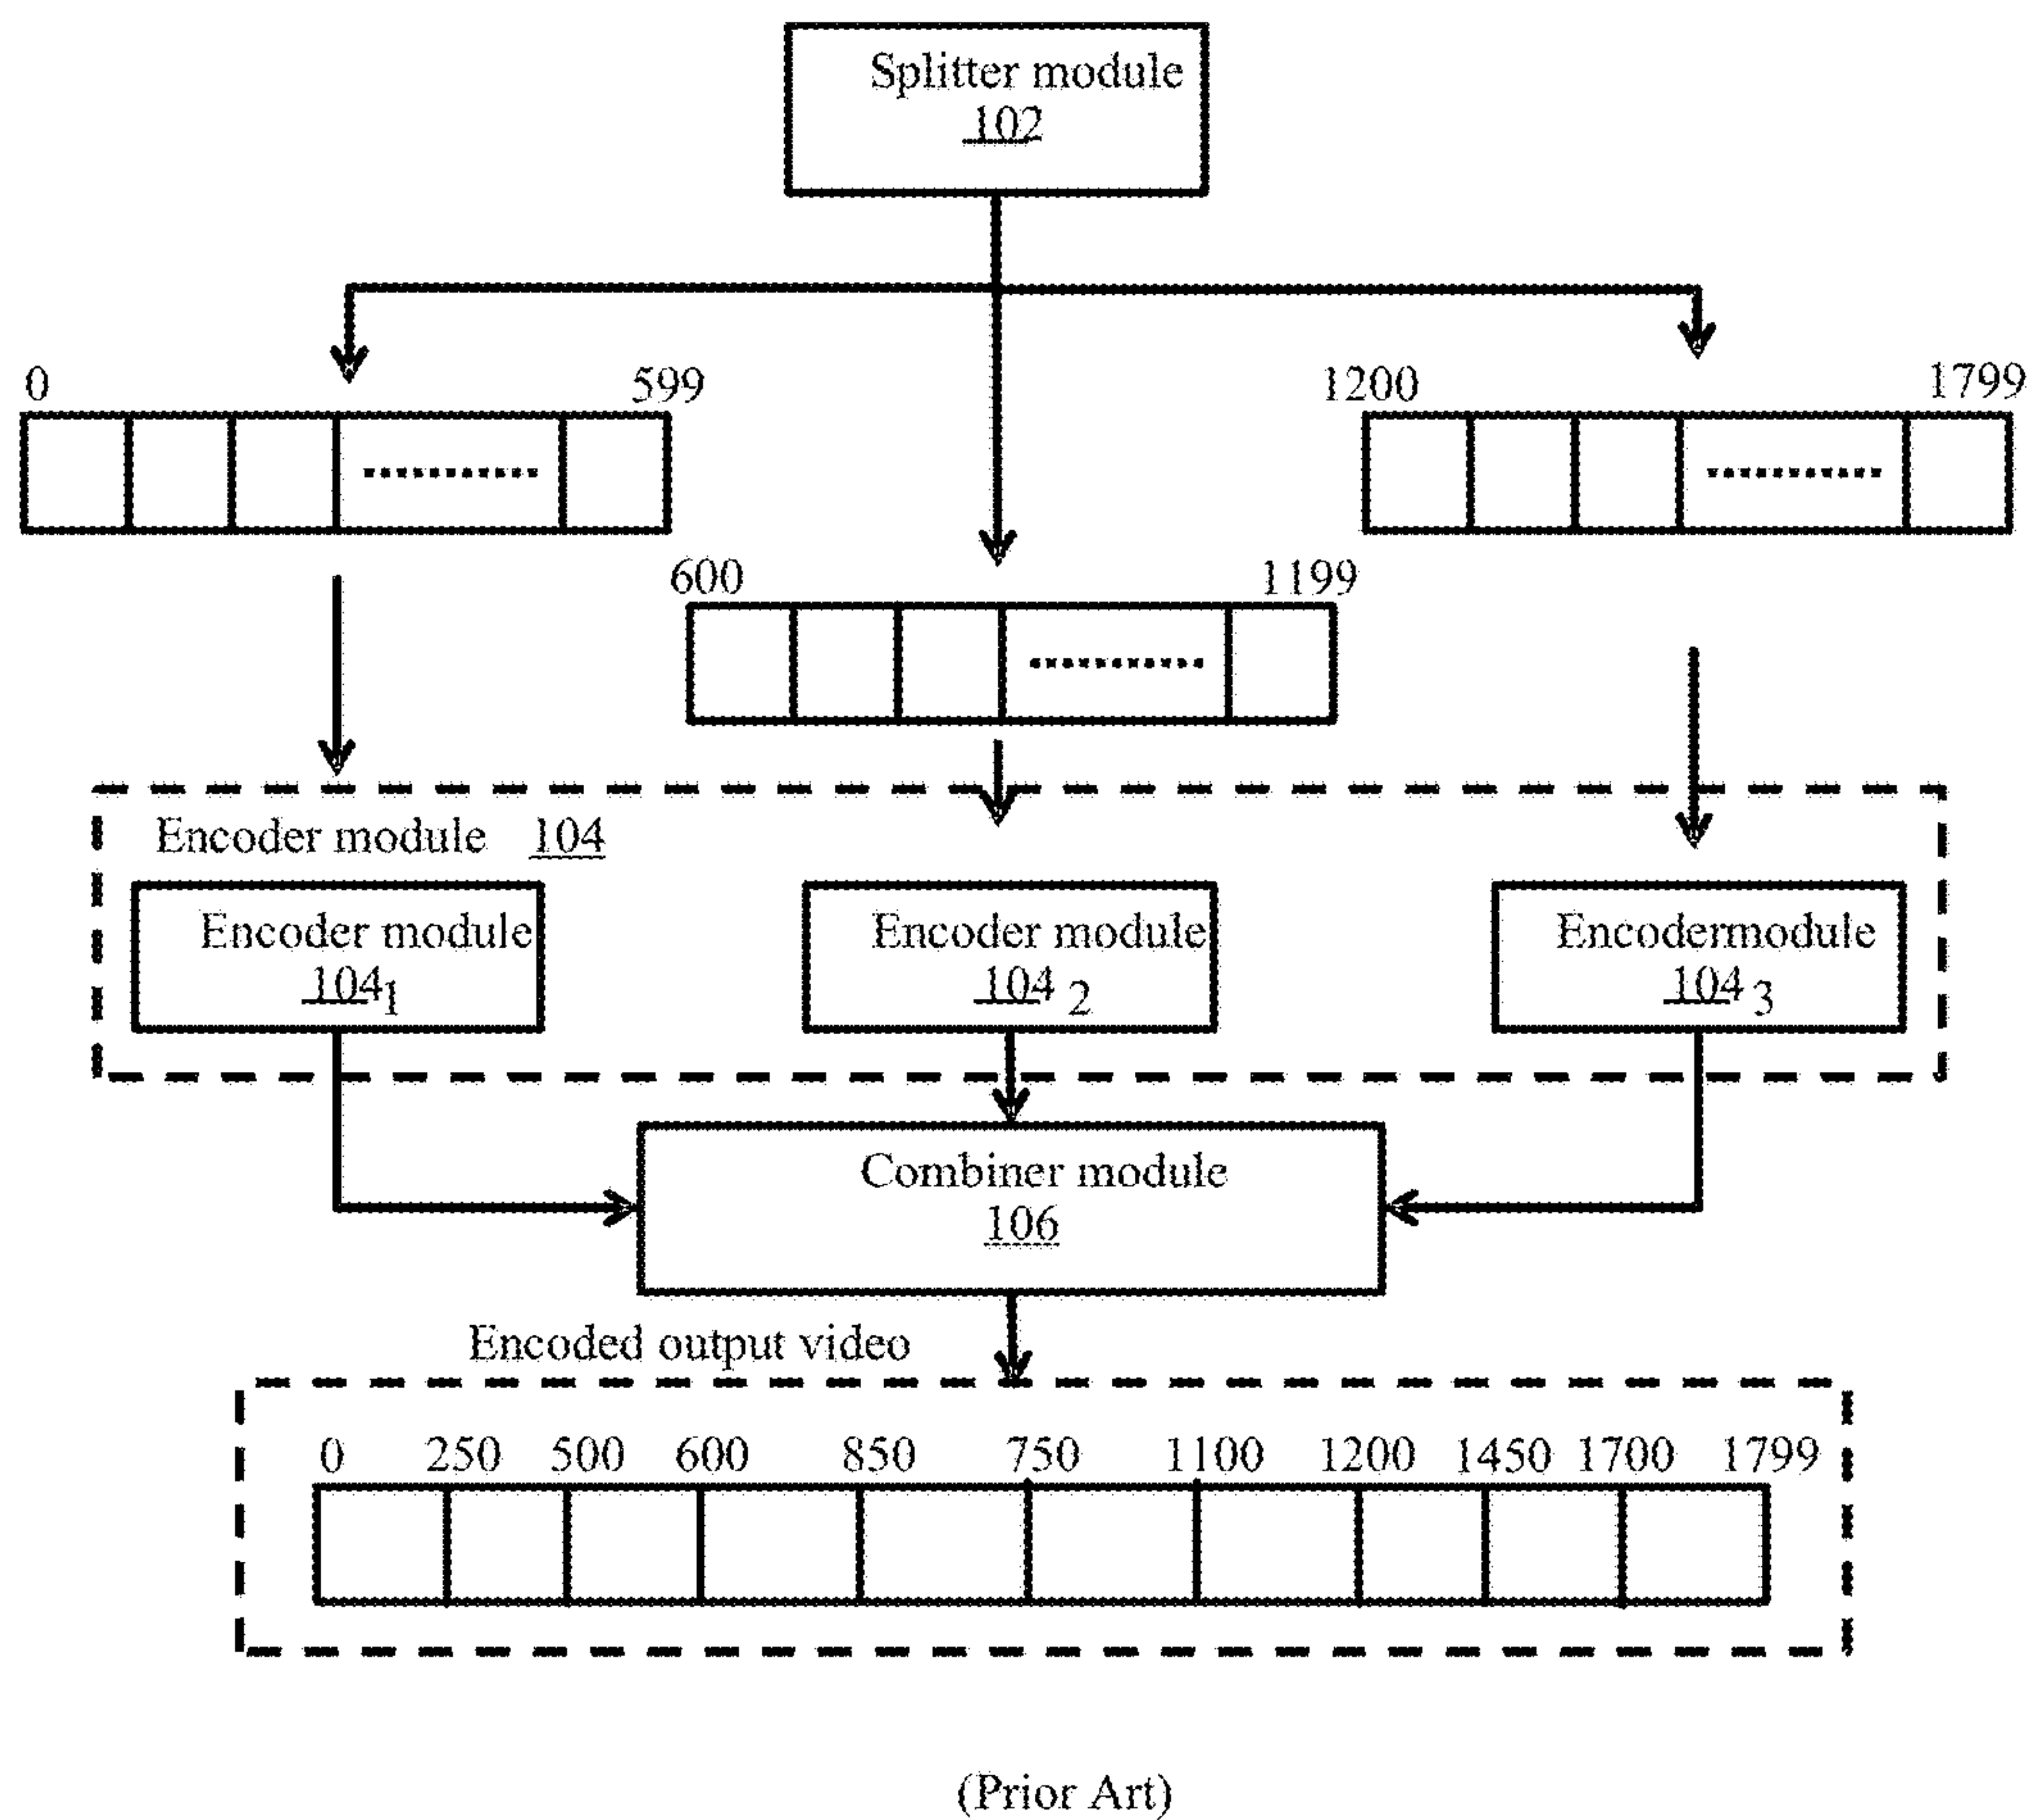 Splitter module
102
0 599
1200 1799
600 1199
Encoder module 104
Encoder module
104 1
Encoder module
104 2
Encodermodule
104 3
Combiner module
106
Encoded output video
0 250 500 600 850 750 1100 1200 1450 1700 1799
(Prior Art)